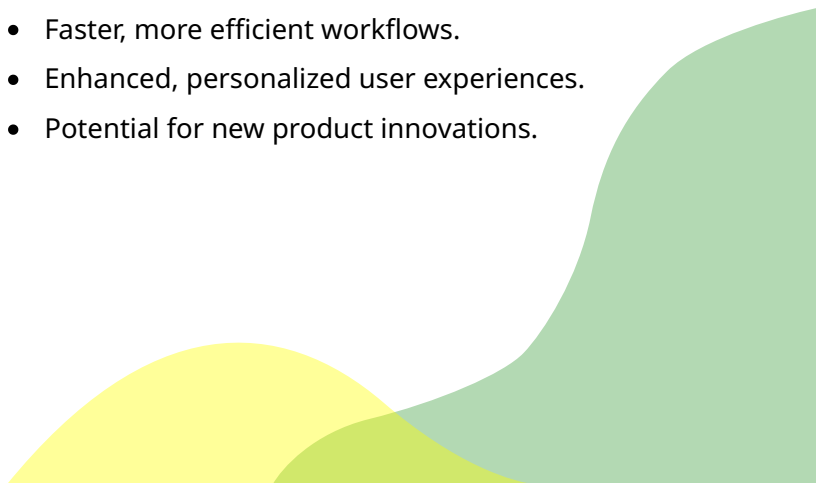 • Faster, more efficient workflows.
• Enhanced, personalized user experiences.
• Potential for new product innovations.